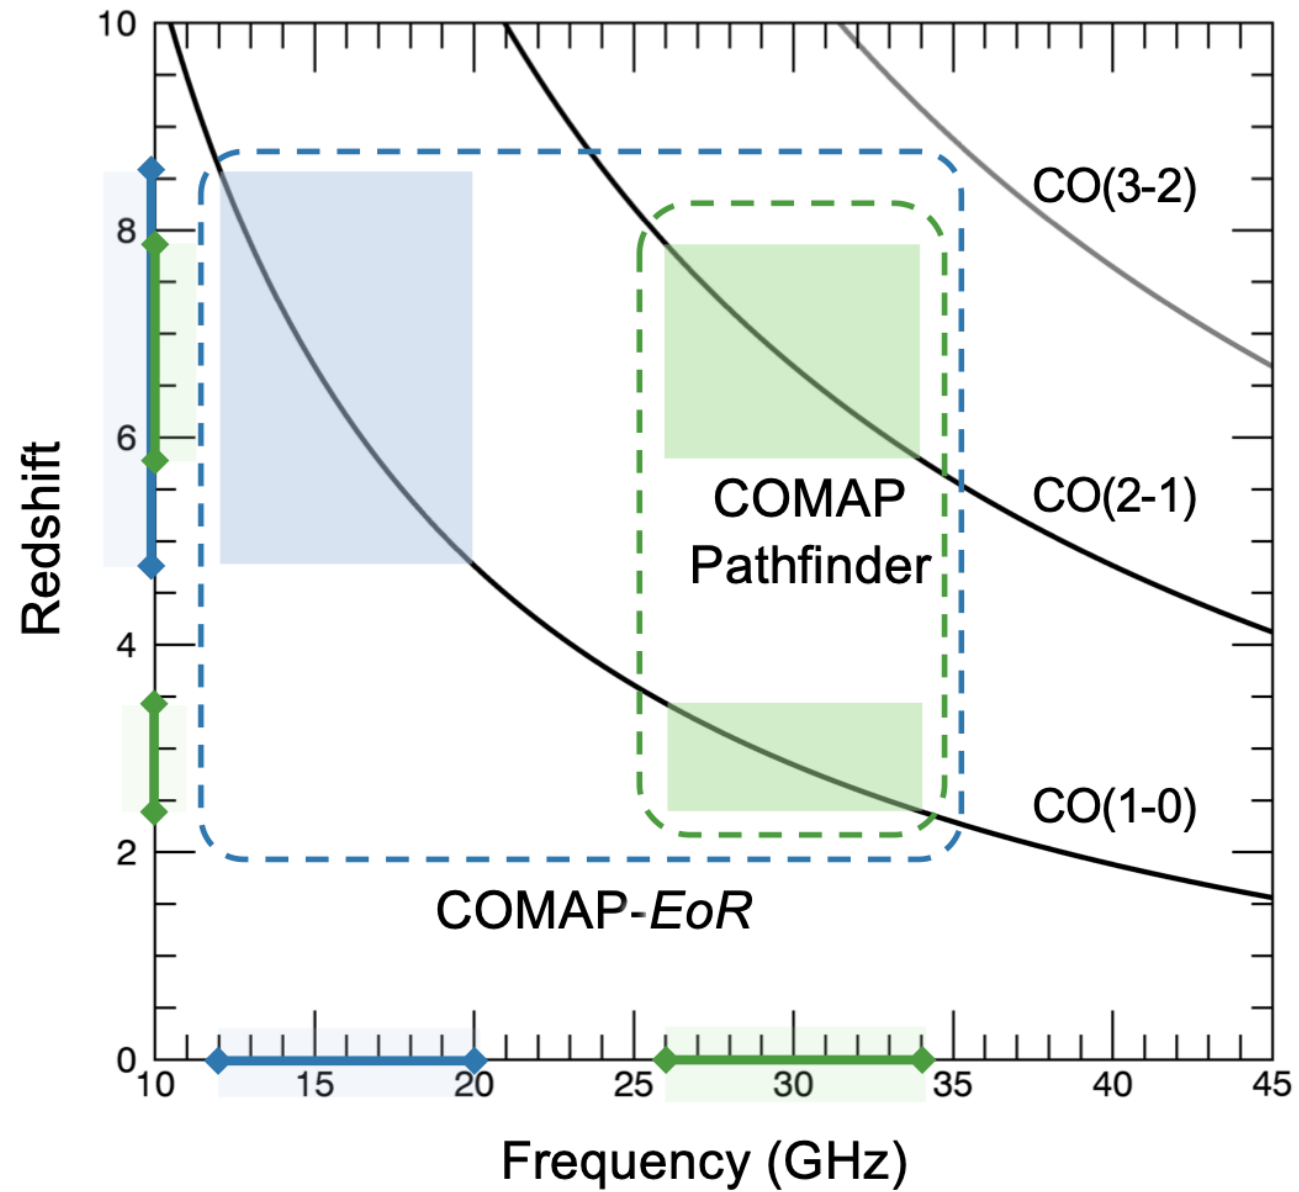 10
8
6
4
2
0
Redshift
CO(3-2)
CO(2-1)
COMAP
Pathfinder
CO(1-0)
COMAP-EoR
10 15 20 25 30 35 40 45
Frequency (GHz)